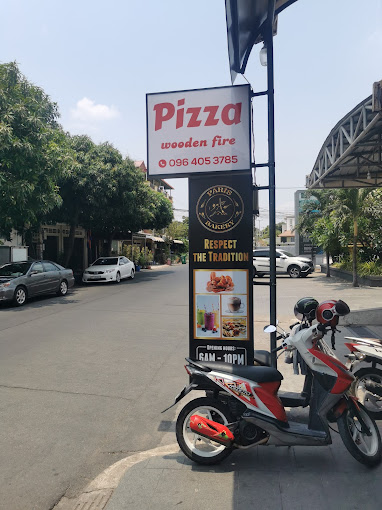 Pizza
wooden fire
096 405 3785
PARIS
BAKERY
RESPECT
THE TRADITION
OPENING HOURS:
6AM - 10PM